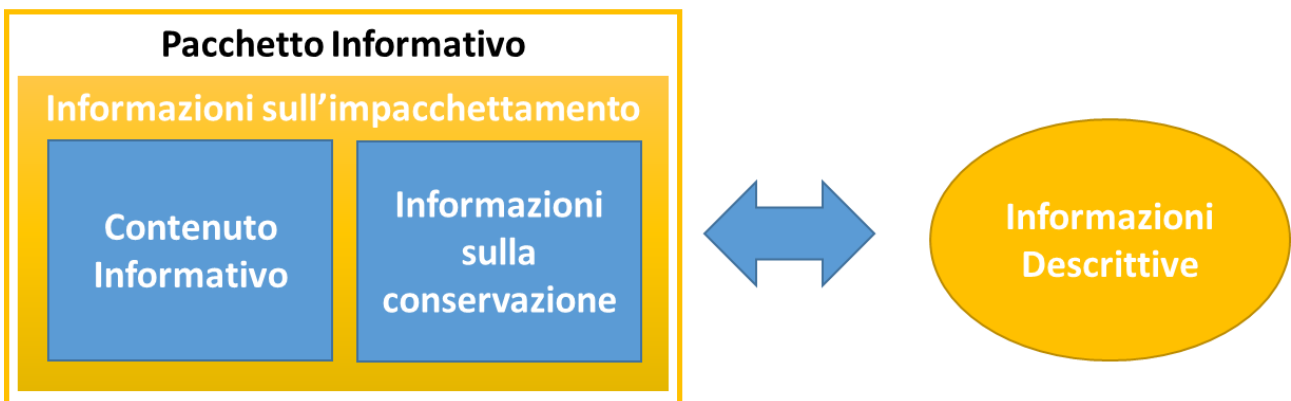 Pacchetto Informativo
Informazioni sull'impacchettamento
Contenuto
Informativo
Informazioni
sulla
conservazione
Informazioni
Descrittive